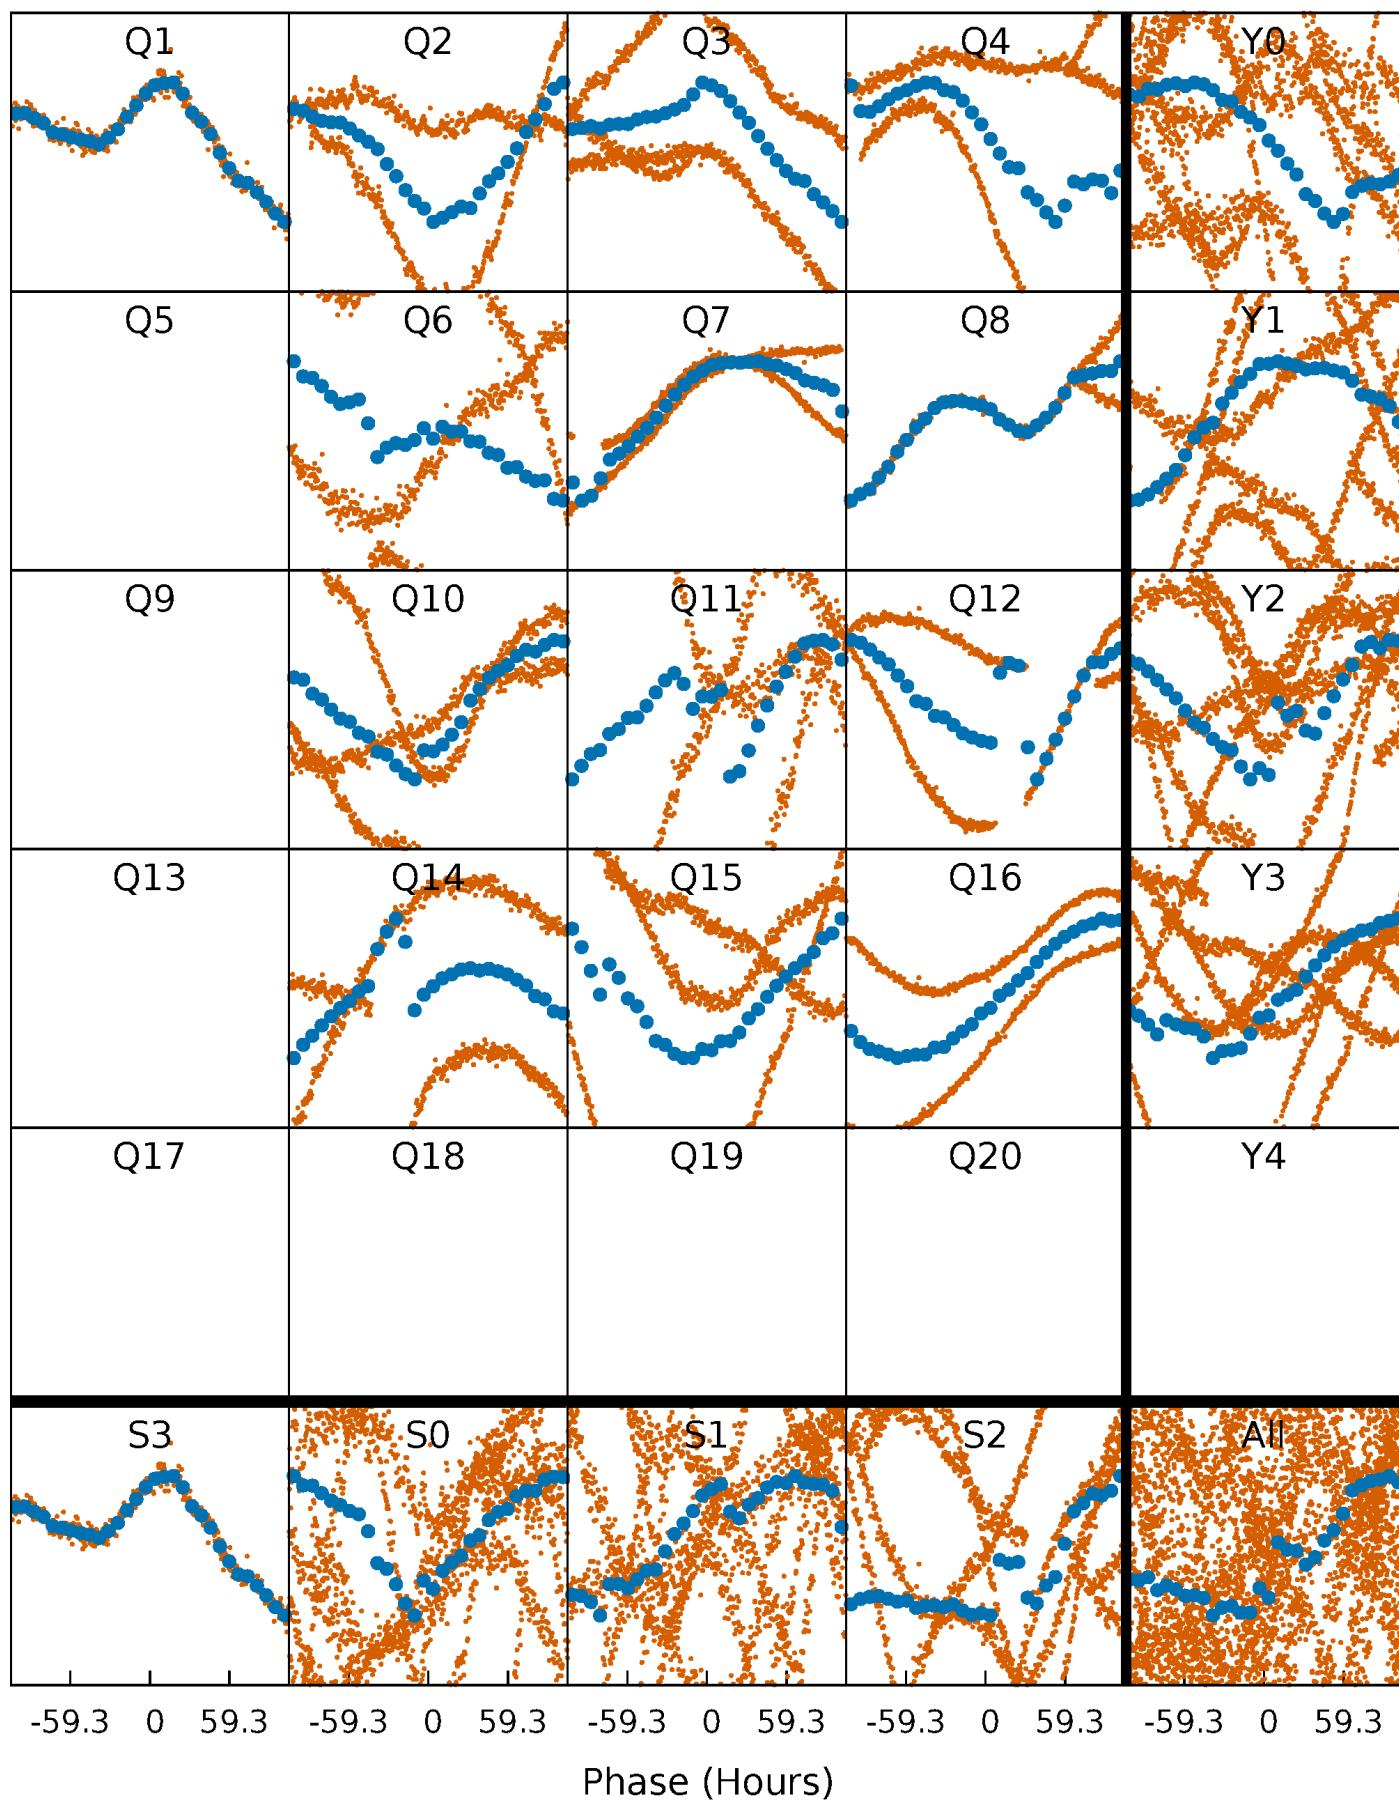 Q1 Q2 Q3 Q4 Y0
Q5 Q6 Q7 Q8 Y1
Q9 Q10 Q11 Q12 Y2
Q13 Q14 Q15 Q16 Y3
Q17 Q18 Q19 Q20 Y4
S3 S0 S1 S2 All
-59.3 0 59.3 -59.3 0 59.3 -59.3 0 59.3 -59.3 0 59.3 -59.3 0 59.3
Phase (Hours)